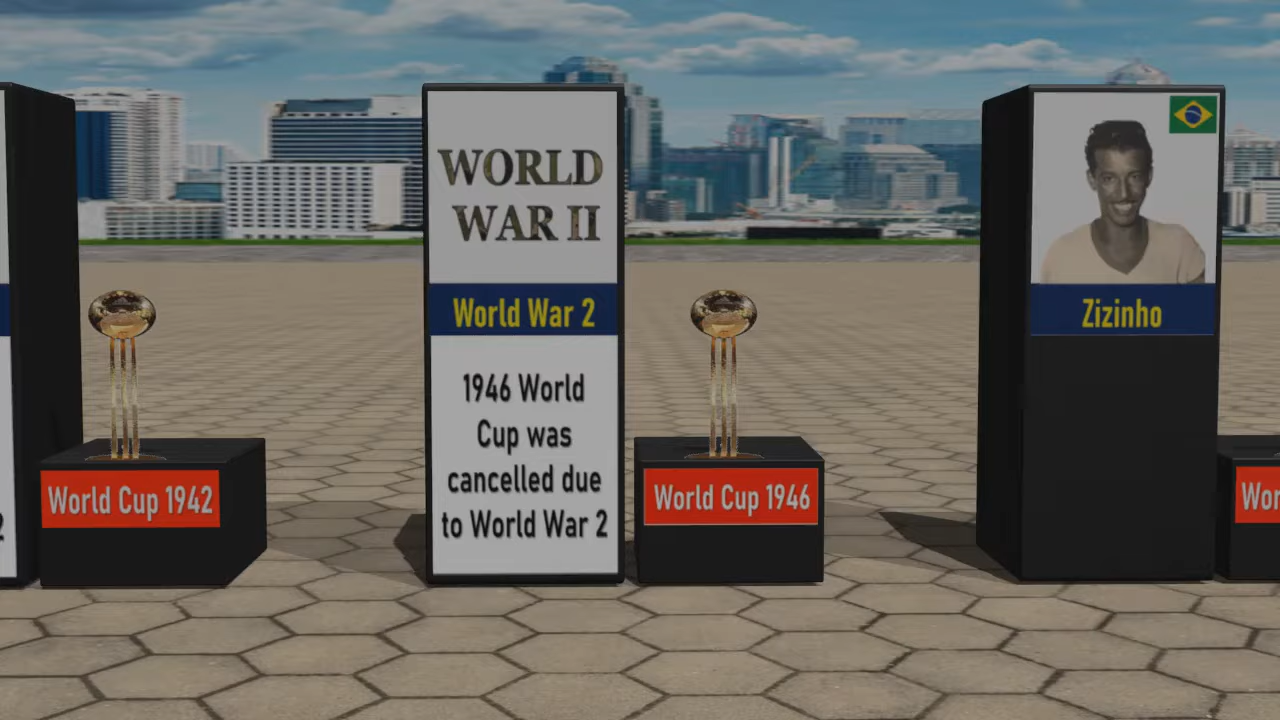 World Cup 1942
WORLD
WAR II
World War 2
1946 World
Cup was
cancelled due
to World War 2
World Cup 1946
Zizinho